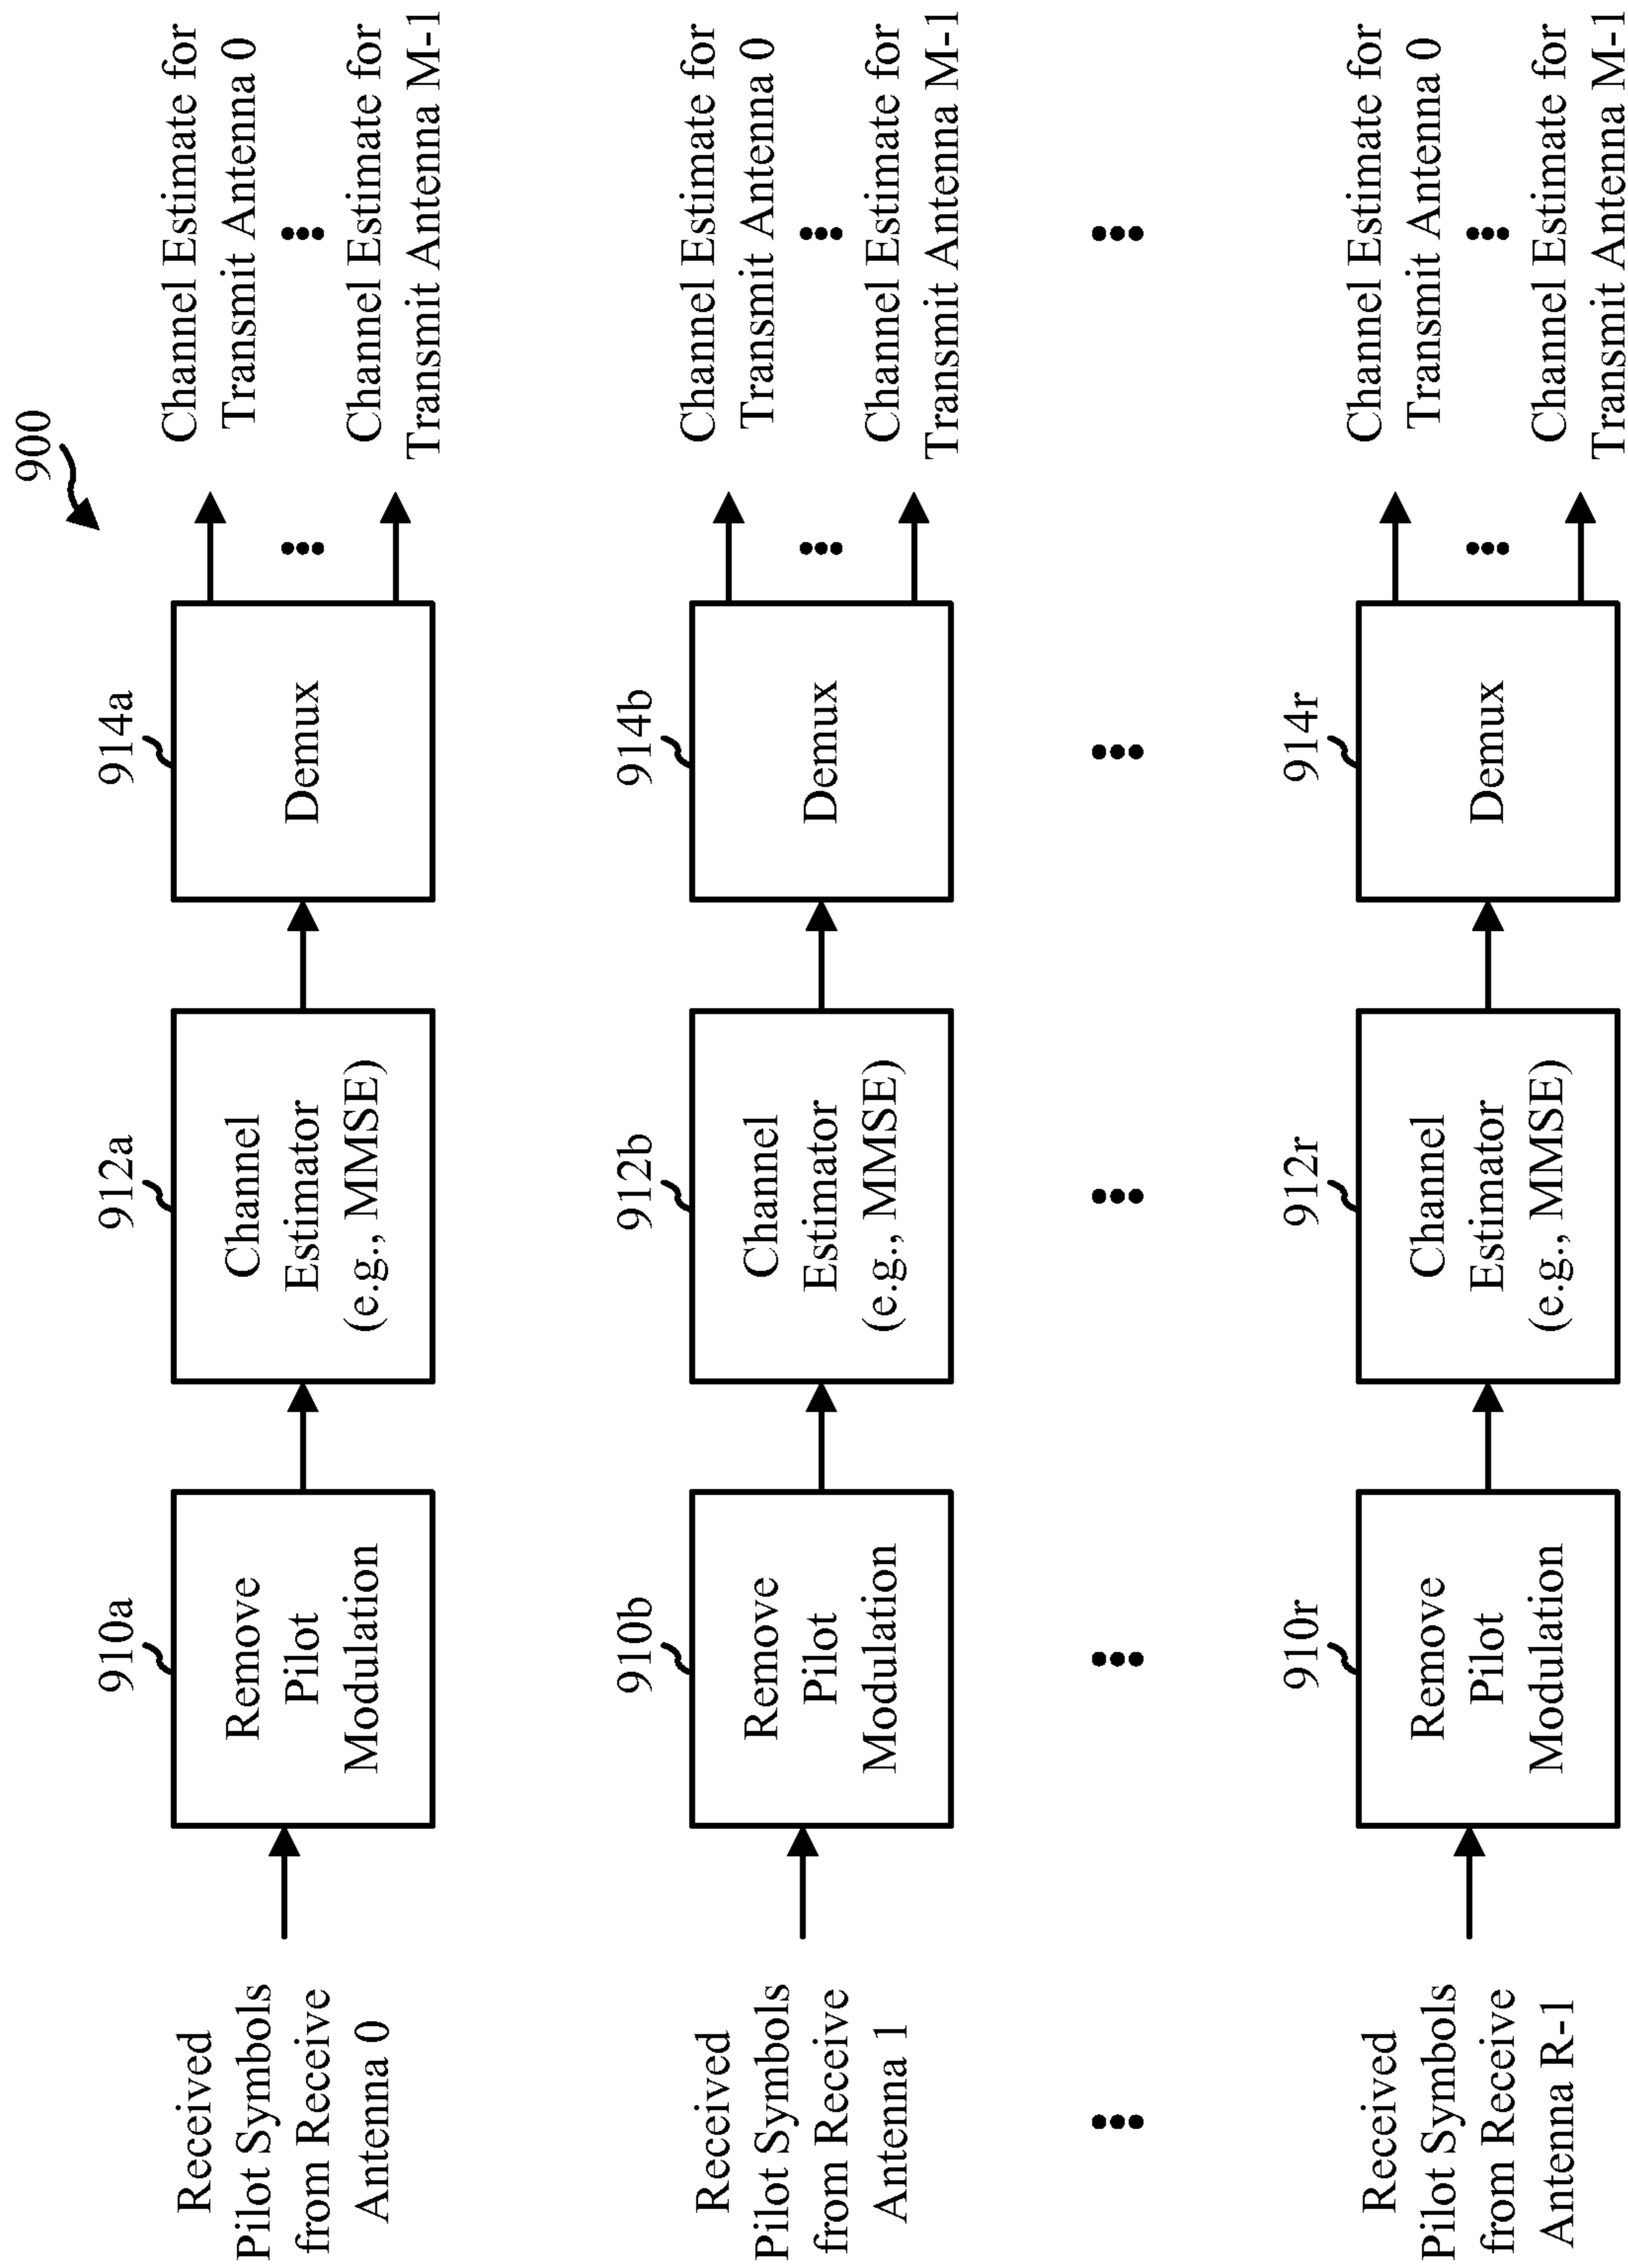 900
Received
Pilot Symbols
from Receive
Antenna 0
910a
Remove
Pilot
Modulation
912a
Channel
Estimator
(e.g., MMSE)
914a
Demux
Channel Estimate for
Transmit Antenna 0
Channel Estimate for
Transmit Antenna M-1
Received
Pilot Symbols
from Receive
Antenna 1
910b
Remove
Pilot
Modulation
912b
Channel
Estimator
(e.g., MMSE)
914b
Demux
Channel Estimate for
Transmit Antenna 0
Channel Estimate for
Transmit Antenna M-1
Received
Pilot Symbols
from Receive
Antenna R-1
910r
Remove
Pilot
Modulation
912r
Channel
Estimator
(e.g., MMSE)
914r
Demux
Channel Estimate for
Transmit Antenna 0
Channel Estimate for
Transmit Antenna M-1